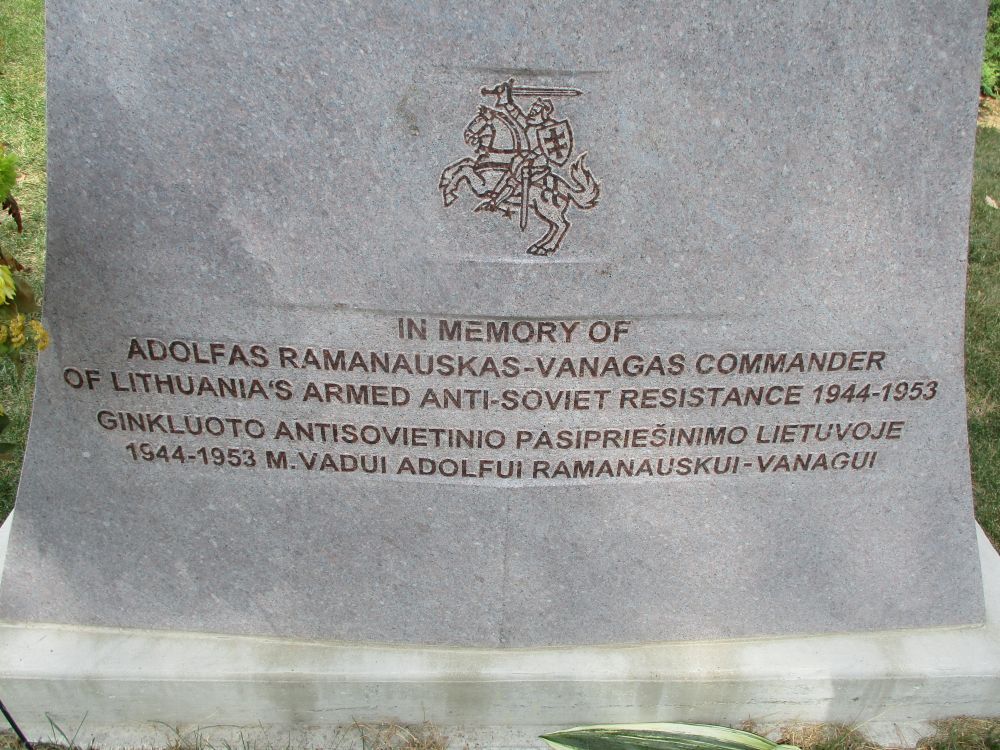 IN MEMORY OF
ADOLFAS RAMANAUSKAS-VANAGAS COMMANDER
OF LITHUANIA'S ARMED ANTI-SOVIET RESISTANCE 1944-1953
GINKLUOTO ANTISOVIETINIO PASIPRIEŠINIMO LIETUVOJE
1944-1953 M. VADUI ADOLFUI RAMANAUSKUI-VANAGUI